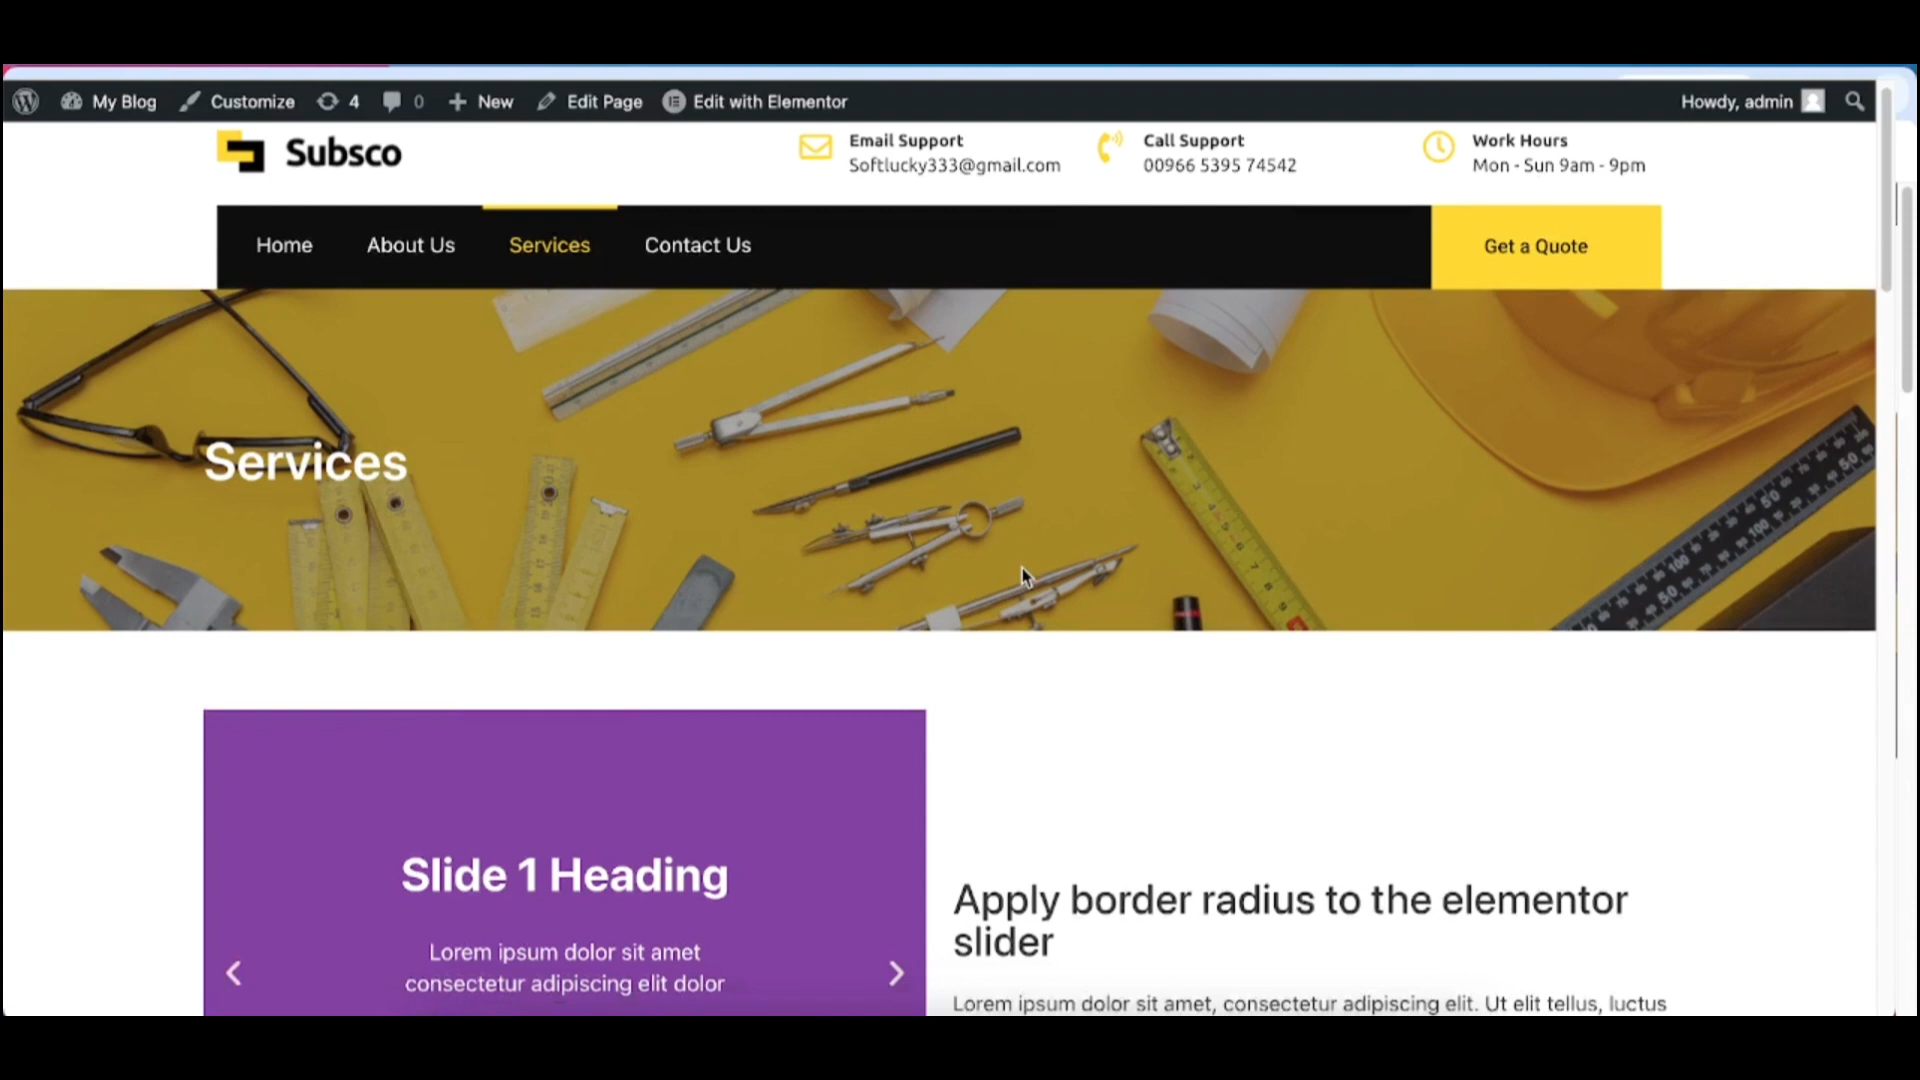 My Blog Customize 4 0 New Edit Page Edit with Elementor Howdy, admin
Subsco
Email Support
Softlucky333@gmail.com
Call Support
00966 5395 74542
Work Hours
Mon - Sun 9am - 9pm
Home About Us Services Contact Us Get a Quote
Services
Slide 1 Heading
Lorem ipsum dolor sit amet
consectetur adipiscing elit dolor
Apply border radius to the elementor
slider
Lorem ipsum dolor sit amet, consectetur adipiscing elit. Ut elit tellus, luctus